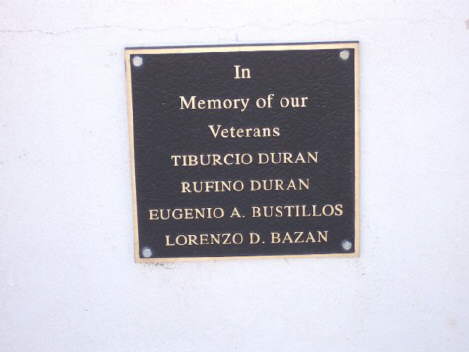 In
Memory of our
Veterans
TIBURCIO DURAN
RUFINO DURAN
EUGENIO A. BUSTILLOS
LORENZO D. BAZAN